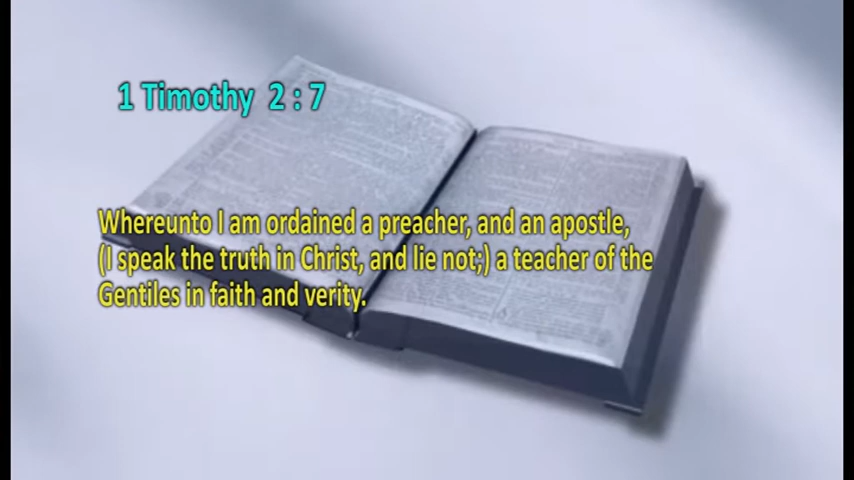 1 Timothy 2 : 7
Whereunto I am ordained a preacher, and an apostle,
(I speak the truth in Christ, and lie not;) a teacher of the
Gentiles in faith and verity.